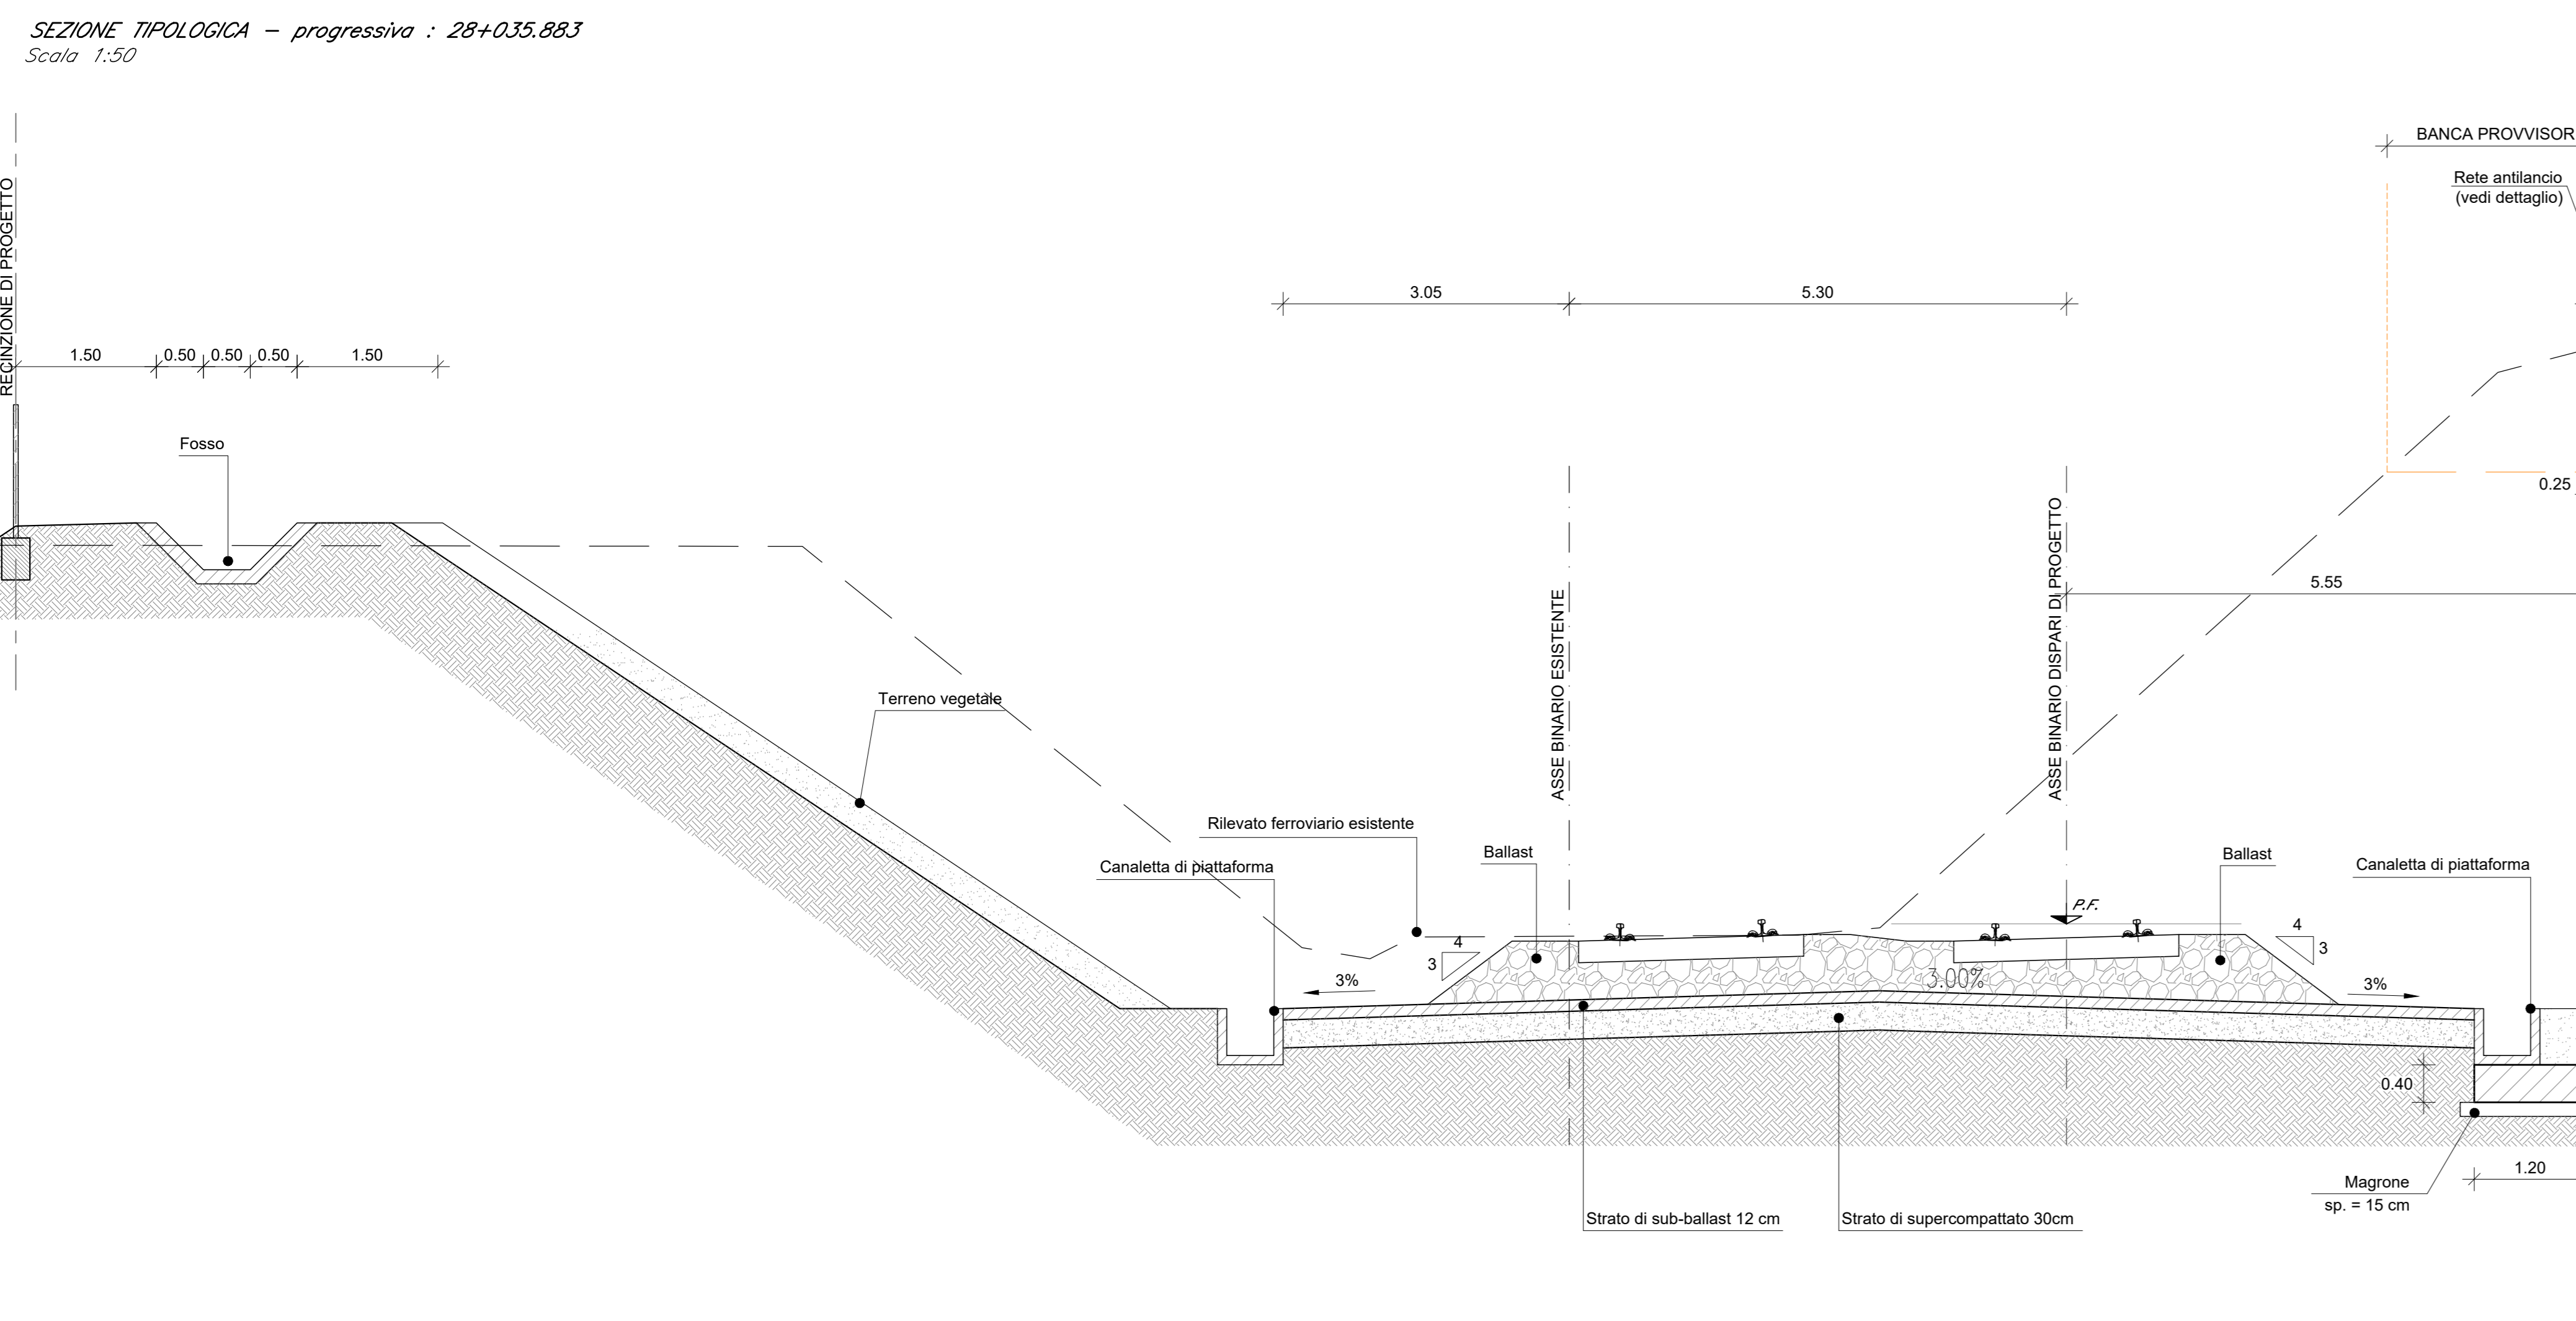 SEZIONE TIPOLOGICA – progressiva : 28+035.883
Scala 1:50
BANCA PROVVISOR
Rete antilancio
(vedi dettaglio)
RECINZIONE DI PROGETTO
3.05
5.30
1.50
0.50
0.50
0.50
1.50
Fosso
0.25
ASSE BINARIO ESISTENTE
ASSE BINARIO DISPARI DI PROGETTO
5.55
Terreno vegetale
Rilevato ferroviario esistente
Canaletta di piattaforma
Ballast
Ballast
Canaletta di piattaforma
P.F.
4
3
4
3
3%
3.00%
3%
0.40
1.20
Magrone
sp. = 15 cm
Strato di sub-ballast 12 cm
Strato di supercompattato 30cm